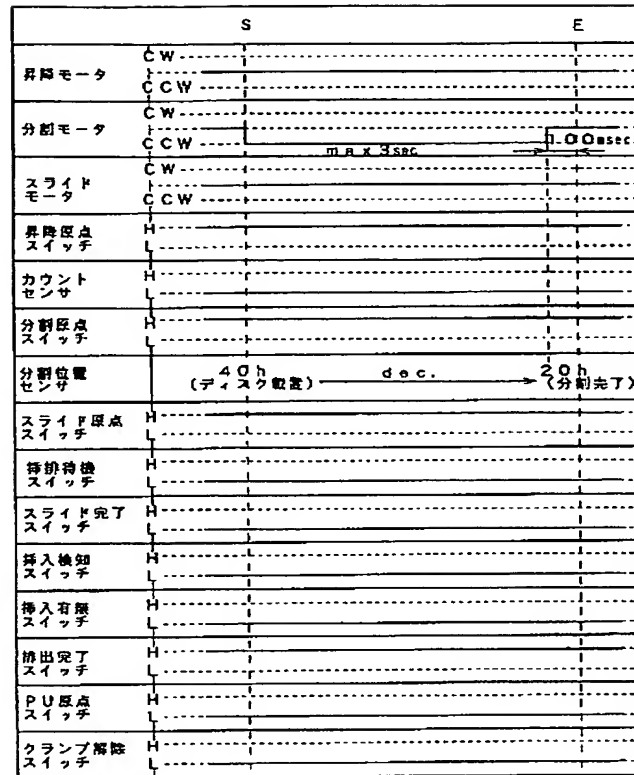 S E
昇降モータ CW
CCW
分割モータ CW
CCW max3sec 100msec
スライド
モータ
CW
CCW
昇降原点
スイッチ
H
L
カウント
センサ
H
L
分割原点
スイッチ
H
L
分割位置
センサ
40h dec. 20h
(ディスク載置) (分割完了)
スライド原点
スイッチ
H
L
挿排待機
スイッチ
H
L
スライド完了
スイッチ
H
L
挿入検知
スイッチ
H
L
挿入有無
スイッチ
H
L
排出完了
スイッチ
H
L
PU原点
スイッチ
H
L
クランプ解除
スイッチ
H
L